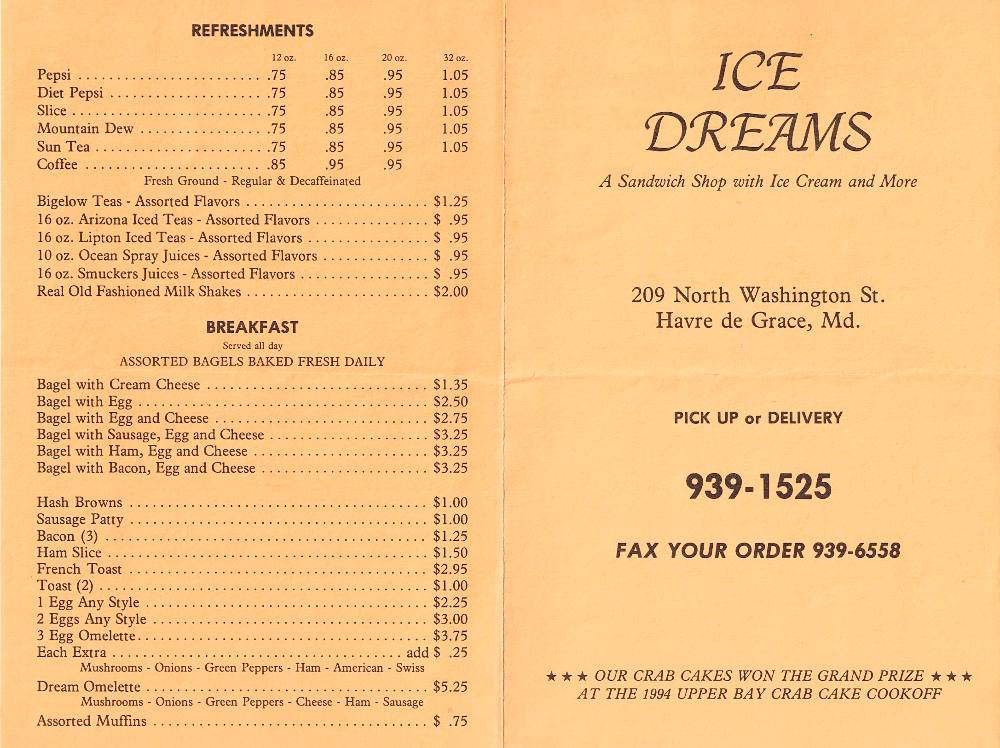 REFRESHMENTS
12 oz. 16 oz. 20 oz. 32 oz.
Pepsi ........................ .75 .85 .95 1.05
Diet Pepsi .................... .75 .85 .95 1.05
Slice ......................... .75 .85 .95 1.05
Mountain Dew ................ .75 .85 .95 1.05
Sun Tea ...................... .75 .85 .95 1.05
Coffee ....................... .85 .95 .95
Fresh Ground - Regular & Decaffeinated
Bigelow Teas - Assorted Flavors ........................ $1.25
16 oz. Arizona Iced Teas - Assorted Flavors ............... $ .95
16 oz. Lipton Iced Teas - Assorted Flavors ................ $ .95
10 oz. Ocean Spray Juices - Assorted Flavors .............. $ .95
16 oz. Smuckers Juices - Assorted Flavors ................. $ .95
Real Old Fashioned Milk Shakes ........................ $2.00
BREAKFAST
Served all day
ASSORTED BAGELS BAKED FRESH DAILY
Bagel with Cream Cheese ............................. $1.35
Bagel with Egg ...................................... $2.50
Bagel with Egg and Cheese ............................ $2.75
Bagel with Sausage, Egg and Cheese ..................... $3.25
Bagel with Ham, Egg and Cheese ........................ $3.25
Bagel with Bacon, Egg and Cheese ...................... $3.25
Hash Browns ........................................ $1.00
Sausage Patty ....................................... $1.00
Bacon (3) ........................................... $1.25
Ham Slice .......................................... $1.50
French Toast ........................................ $2.95
Toast (2) ........................................... $1.00
1 Egg Any Style ..................................... $2.25
2 Eggs Any Style ..................................... $3.00
3 Egg Omelette....................................... $3.75
Each Extra ...................................... add $ .25
Mushrooms - Onions - Green Peppers - Ham - American - Swiss
Dream Omelette ..................................... $5.25
Mushrooms - Onions - Green Peppers - Cheese - Ham - Sausage
Assorted Muffins .................................... $ .75
ICE
DREAMS
A Sandwich Shop with Ice Cream and More
209 North Washington St.
Havre de Grace, Md.
PICK UP or DELIVERY
939-1525
FAX YOUR ORDER 939-6558
★ ★ ★ OUR CRAB CAKES WON THE GRAND PRIZE ★ ★ ★
AT THE 1994 UPPER BAY CRAB CAKE COOKOFF